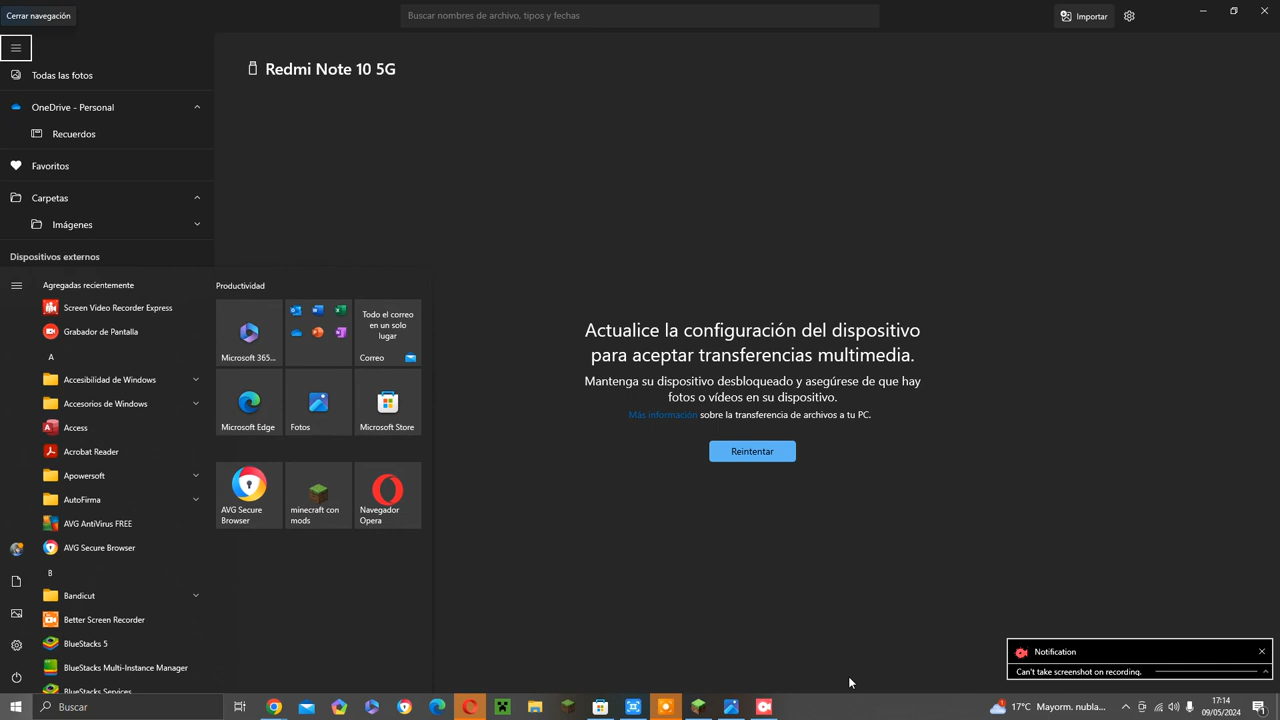 Cerrar navegación
Buscar nombres de archivo, tipos y fechas
Importar
Todas las fotos
OneDrive - Personal
Recuerdos
Favoritos
Carpetas
Imágenes
Dispositivos externos
Redmi Note 10 5G
Actualice la configuración del dispositivo
para aceptar transferencias multimedia.
Mantenga su dispositivo desbloqueado y asegúrese de que hay
fotos o vídeos en su dispositivo.
Más información sobre la transferencia de archivos a tu PC.
Reintentar
Agregadas recientemente
Screen Video Recorder Express
Grabador de Pantalla
A
Accesibilidad de Windows
Accesorios de Windows
Access
Acrobat Reader
Apowersoft
AutoFirma
AVG AntiVirus FREE
AVG Secure Browser
B
Bandicut
Better Screen Recorder
BlueStacks 5
BlueStacks Multi-Instance Manager
BlueStacks Services
Productividad
Microsoft 365...
Todo el correo
en un solo
lugar
Correo
Microsoft Edge
Fotos
Microsoft Store
AVG Secure
Browser
minecraft con
mods
Navegador
Opera
Notification
Can't take screenshot on recording.
Buscar
17°C Mayorm. nubla...
17:14
09/05/2024